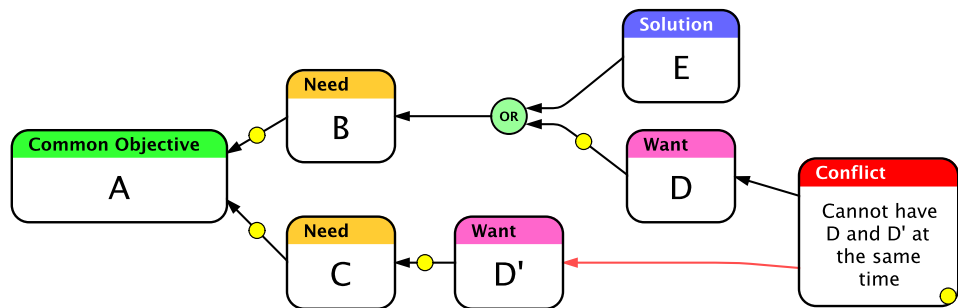 Solution
E
Need
B
OR
Common Objective
A
Want
D
Conflict
Cannot have
D and D' at
the same
time
Need
C
Want
D'